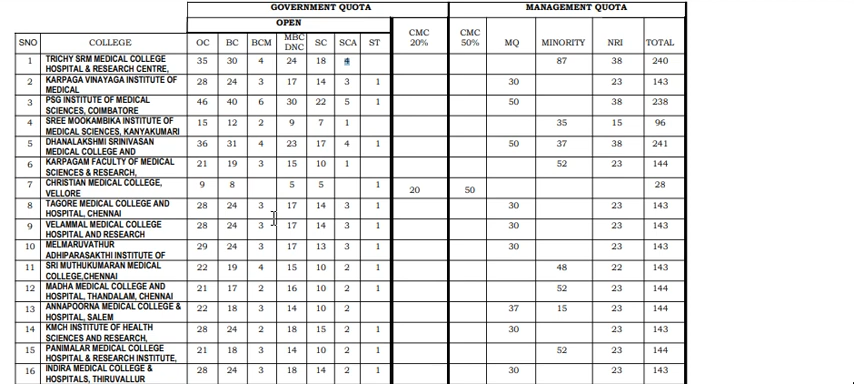 GOVERNMENT QUOTA MANAGEMENT QUOTA
OPEN
SNO COLLEGE OC BC BCM MBC DNC SC SCA ST CMC 20% CMC 50% MQ MINORITY NRI TOTAL
1 TRICHY SRM MEDICAL COLLEGE HOSPITAL & RESEARCH CENTRE, 35 30 4 24 18 4 87 38 240
2 KARPAGA VINAYAGA INSTITUTE OF MEDICAL 28 24 3 17 14 3 1 30 23 143
3 PSG INSTITUTE OF MEDICAL SCIENCES, COIMBATORE 46 40 6 30 22 5 1 50 38 238
4 SREE MOOKAMBIKA INSTITUTE OF MEDICAL SCIENCES, KANYAKUMARI 15 12 2 9 7 1 35 15 96
5 DHANALAKSHMI SRINIVASAN MEDICAL COLLEGE AND 36 31 4 23 17 4 1 50 37 38 241
6 KARPAGAM FACULTY OF MEDICAL SCIENCES & RESEARCH, 21 19 3 15 10 1 52 23 144
7 CHRISTIAN MEDICAL COLLEGE, VELLORE 9 8 5 5 1 20 50 28
8 TAGORE MEDICAL COLLEGE AND HOSPITAL, CHENNAI 28 24 3 17 14 3 1 30 23 143
9 VELAMMAL MEDICAL COLLEGE HOSPITAL AND RESEARCH 28 24 3 17 14 3 1 30 23 143
10 MELMARUVATHUR ADHIPARASAKTHI INSTITUTE OF 29 24 3 17 13 3 1 30 23 143
11 SRI MUTHUKUMARAN MEDICAL COLLEGE,CHENNAI 22 19 4 15 10 2 1 48 22 143
12 MADHA MEDICAL COLLEGE AND HOSPITAL, THANDALAM, CHENNAI 21 17 2 16 10 2 1 52 23 144
13 ANNAPOORNA MEDICAL COLLEGE & HOSPITAL, SALEM 22 18 3 14 10 2 37 15 23 144
14 KMCH INSTITUTE OF HEALTH SCIENCES AND RESEARCH, 28 24 2 18 15 2 1 30 23 143
15 PANIMALAR MEDICAL COLLEGE HOSPITAL & RESEARCH INSTITUTE, 21 18 3 14 10 2 1 52 23 144
16 INDIRA MEDICAL COLLEGE & HOSPITALS, THIRUVALLUR 28 24 3 18 14 2 1 30 23 143